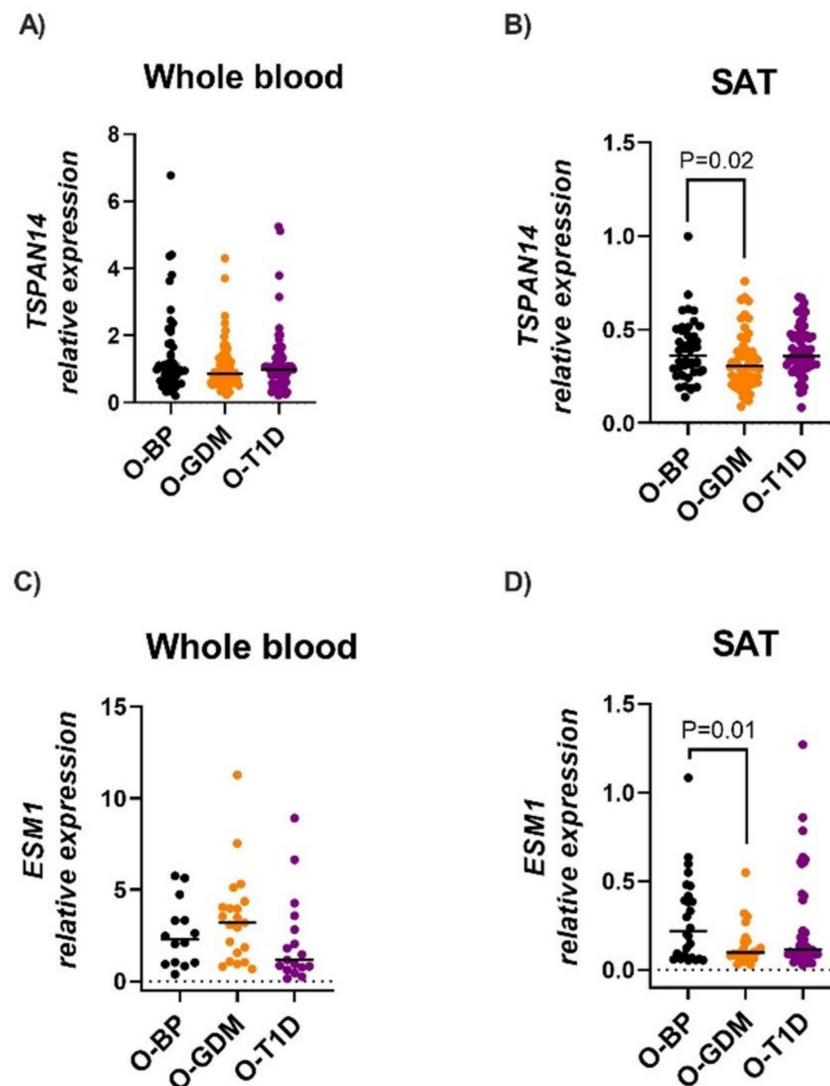 A)
Whole blood
TSPAN14
relative expression
8
6
4
2
0
O-BP
O-GDM
O-T1D
B)
SAT
TSPAN14
relative expression
1.5
1.0
0.5
0.0
P=0.02
O-BP
O-GDM
O-T1D
C)
Whole blood
ESM1
relative expression
15
10
5
0
O-BP
O-GDM
O-T1D
D)
SAT
ESM1
relative expression
1.5
1.0
0.5
0.0
P=0.01
O-BP
O-GDM
O-T1D